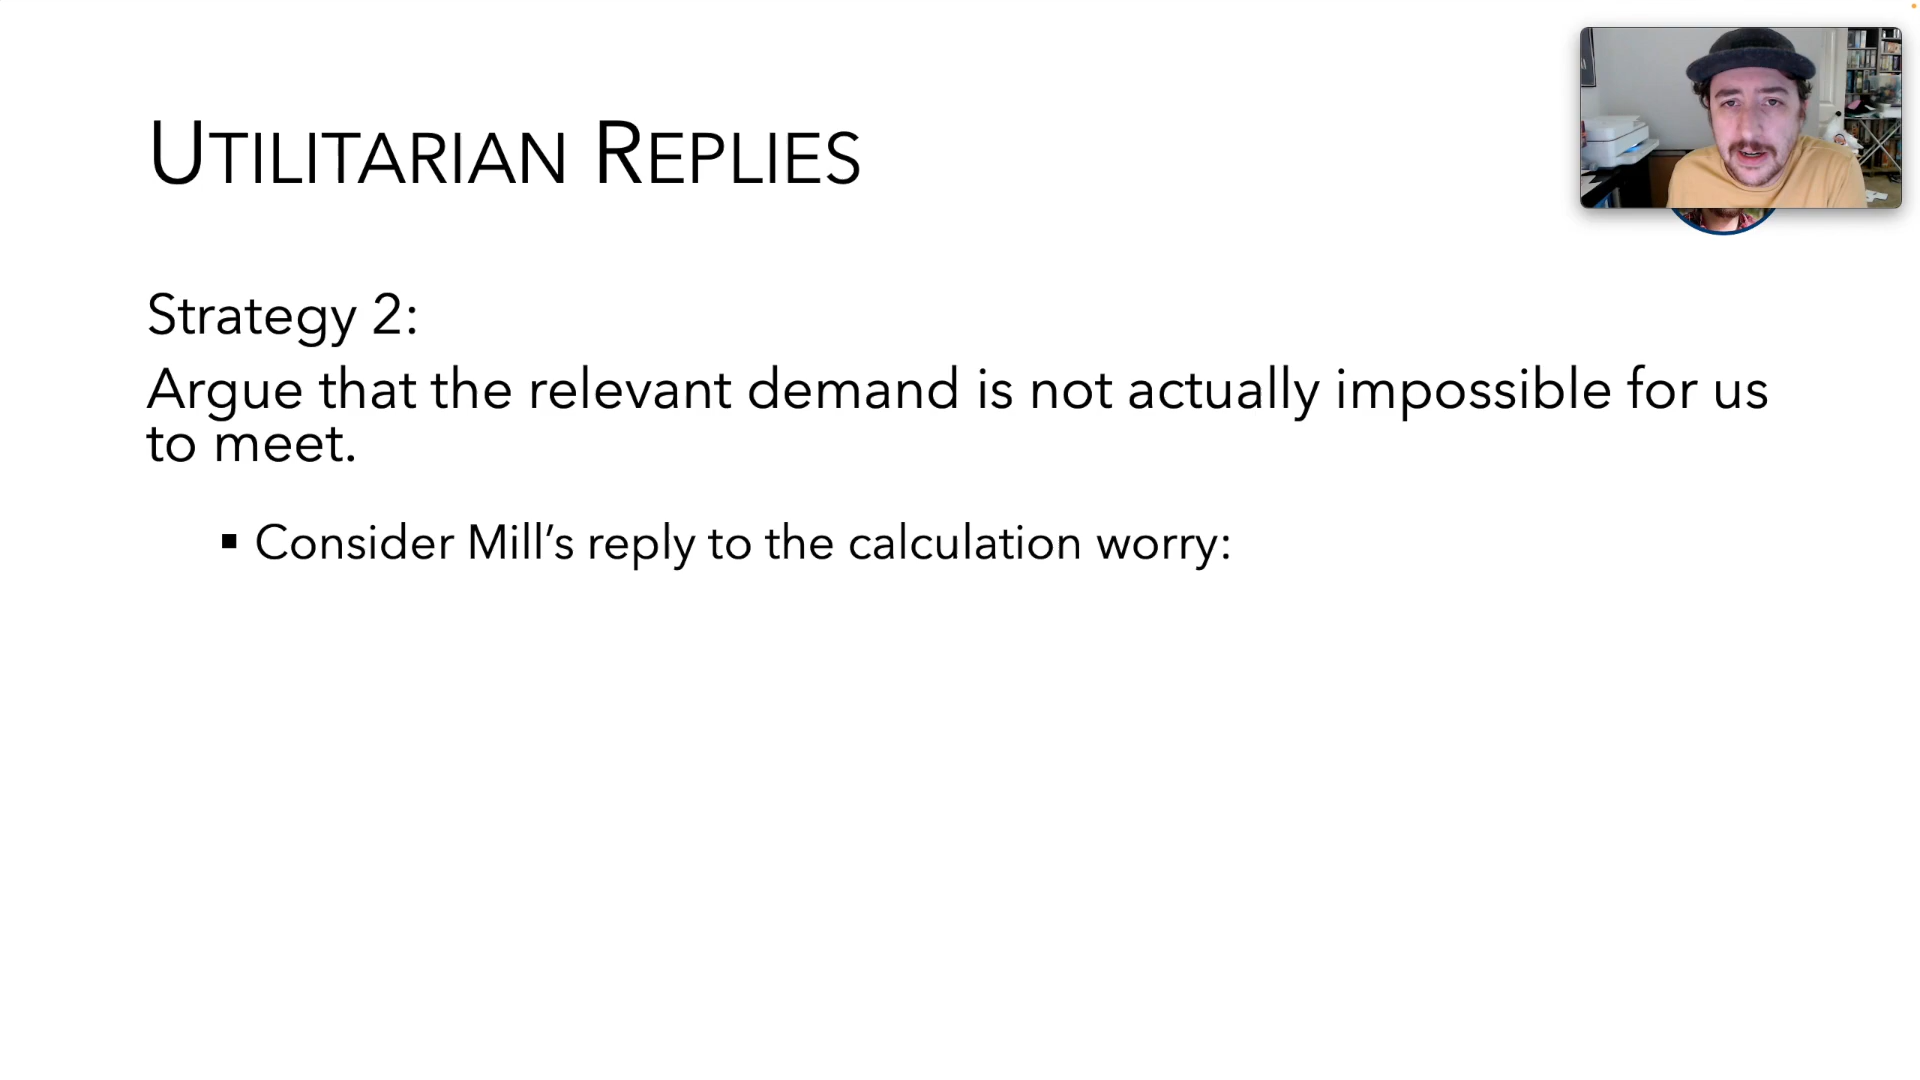 UTILITARIAN REPLIES
Strategy 2:
Argue that the relevant demand is not actually impossible for us
to meet.
▪ Consider Mill’s reply to the calculation worry: